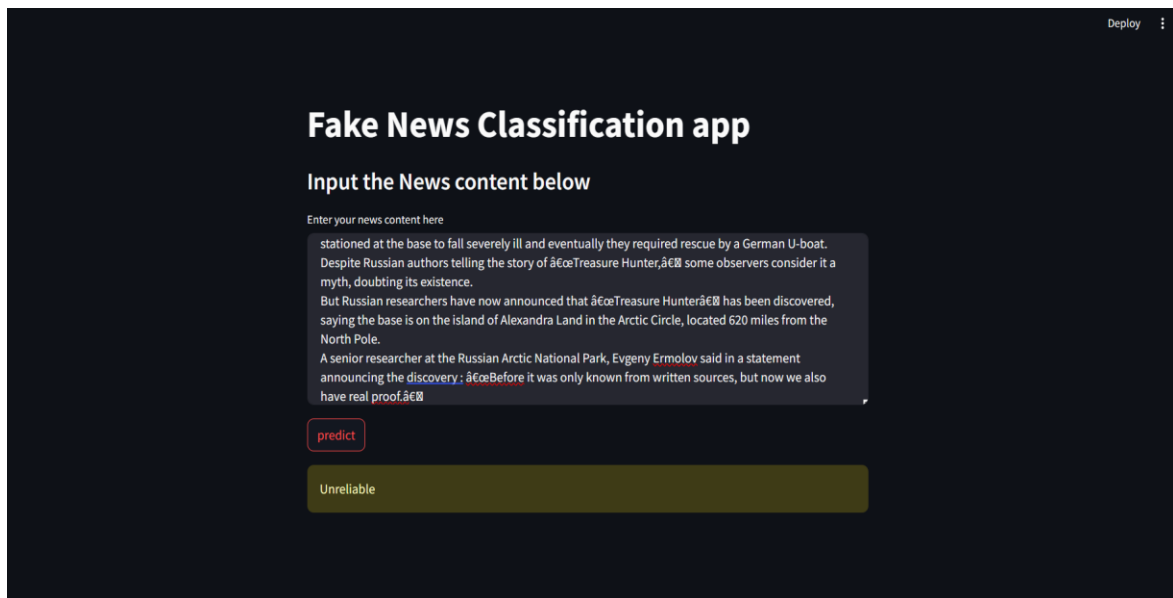 Deploy
Fake News Classification app
Input the News content below
Enter your news content here
stationed at the base to fall severely ill and eventually they required rescue by a German U-boat.
Despite Russian authors telling the story of â€œTreasure Hunter,â€� some observers consider it a
myth, doubting its existence.
But Russian researchers have now announced that â€œTreasure Hunterâ€� has been discovered,
saying the base is on the island of Alexandra Land in the Arctic Circle, located 620 miles from the
North Pole.
A senior researcher at the Russian Arctic National Park, Evgeny Ermolov said in a statement
announcing the discovery : â€œBefore it was only known from written sources, but now we also
have real proof.â€�
predict
Unreliable